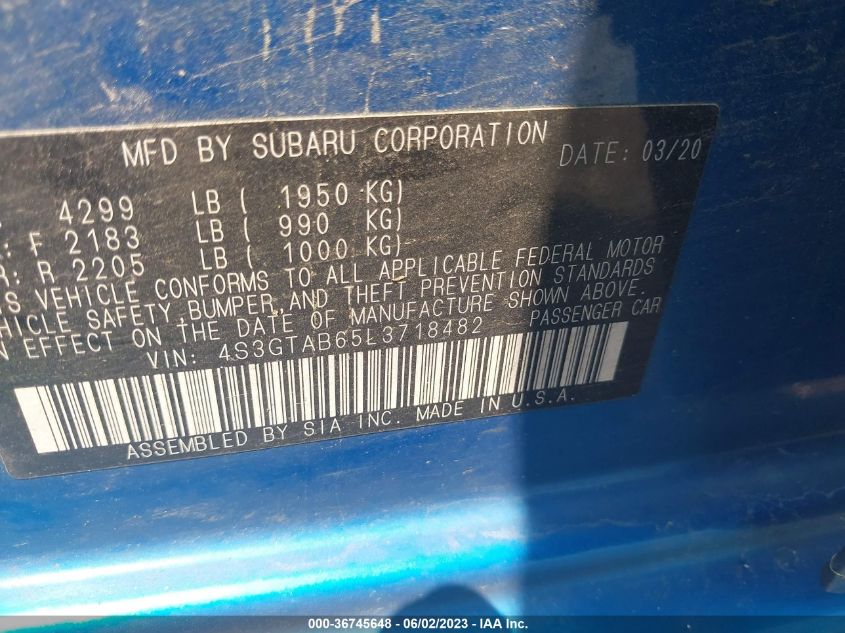 MFD BY SUBARU CORPORATION DATE: 03/20
4299 LB ( 1950 KG)
: F 2183 LB ( 990 KG)
R: R 2205 LB ( 1000 KG)
VEHICLE CONFORMS TO ALL APPLICABLE FEDERAL MOTOR
SAFETY, BUMPER, AND THEFT PREVENTION STANDARDS
EFFECT ON THE DATE OF MANUFACTURE SHOWN ABOVE.
VIN: 4S3GTAB65L3718482 PASSENGER CAR
ASSEMBLED BY SIA INC. MADE IN U.S.A.
000-36745648 - 06/02/2023 - IAA Inc.